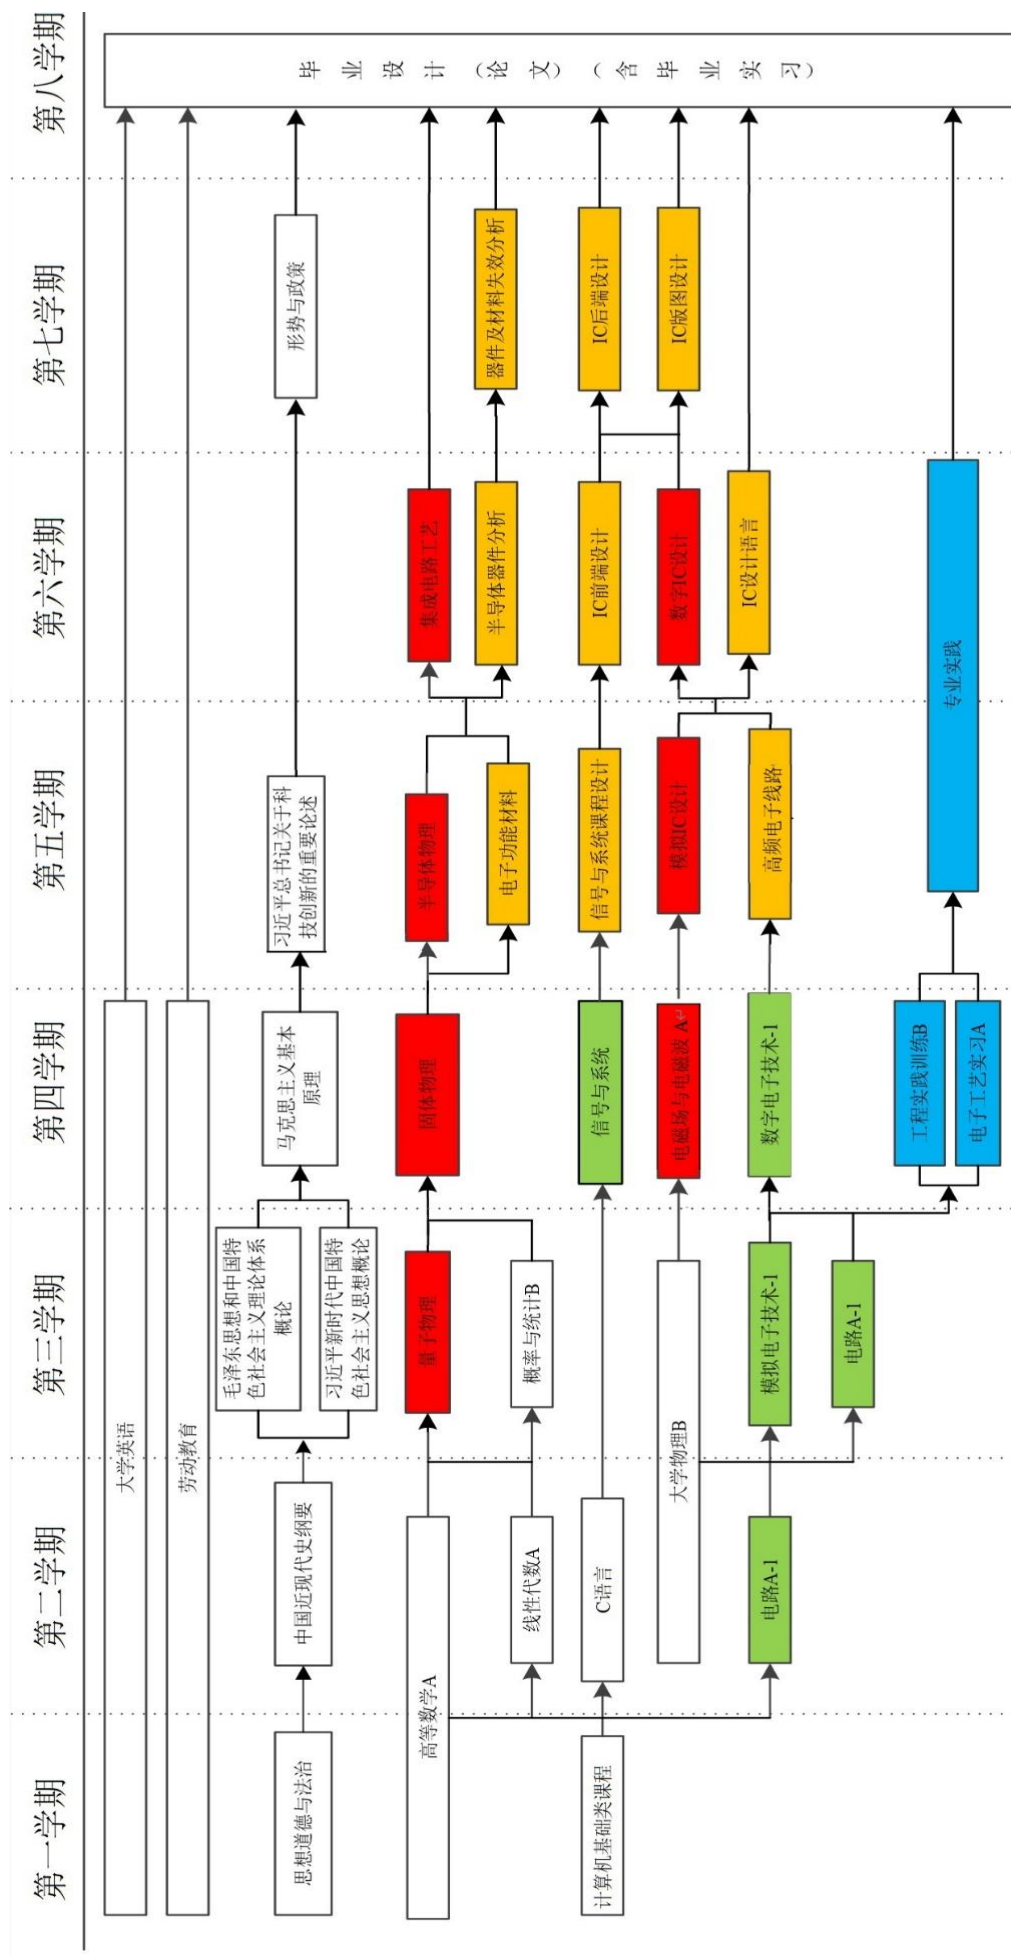 第一学期
第二学期
第三学期
第四学期
第五学期
第六学期
第七学期
第八学期
大学英语
劳动教育
思想道德与法治
中国近现代史纲要
毛泽东思想和中国特
色社会主义理论体系
概论
习近平新时代中国特
色社会主义思想概论
马克思主义基本
原理
习近平总书记关于科
技创新的重要论述
形势与政策
高等数学A
量子物理
固体物理
半导体物理
集成电路工艺
线性代数A
概率与统计B
电子功能材料
半导体器件分析
器件及材料失效分析
计算机基础类课程
C语言
信号与系统
信号与系统课程设计
IC前端设计
IC后端设计
大学物理B
电磁场与电磁波 A↵
模拟IC设计
数字IC设计
IC版图设计
电路A-1
模拟电子技术-1
数字电子技术-1
高频电子线路
IC设计语言
电路A-1
工程实践训练B
电子工艺实习A
专业实践
毕业设计(论文)(含毕业实习)